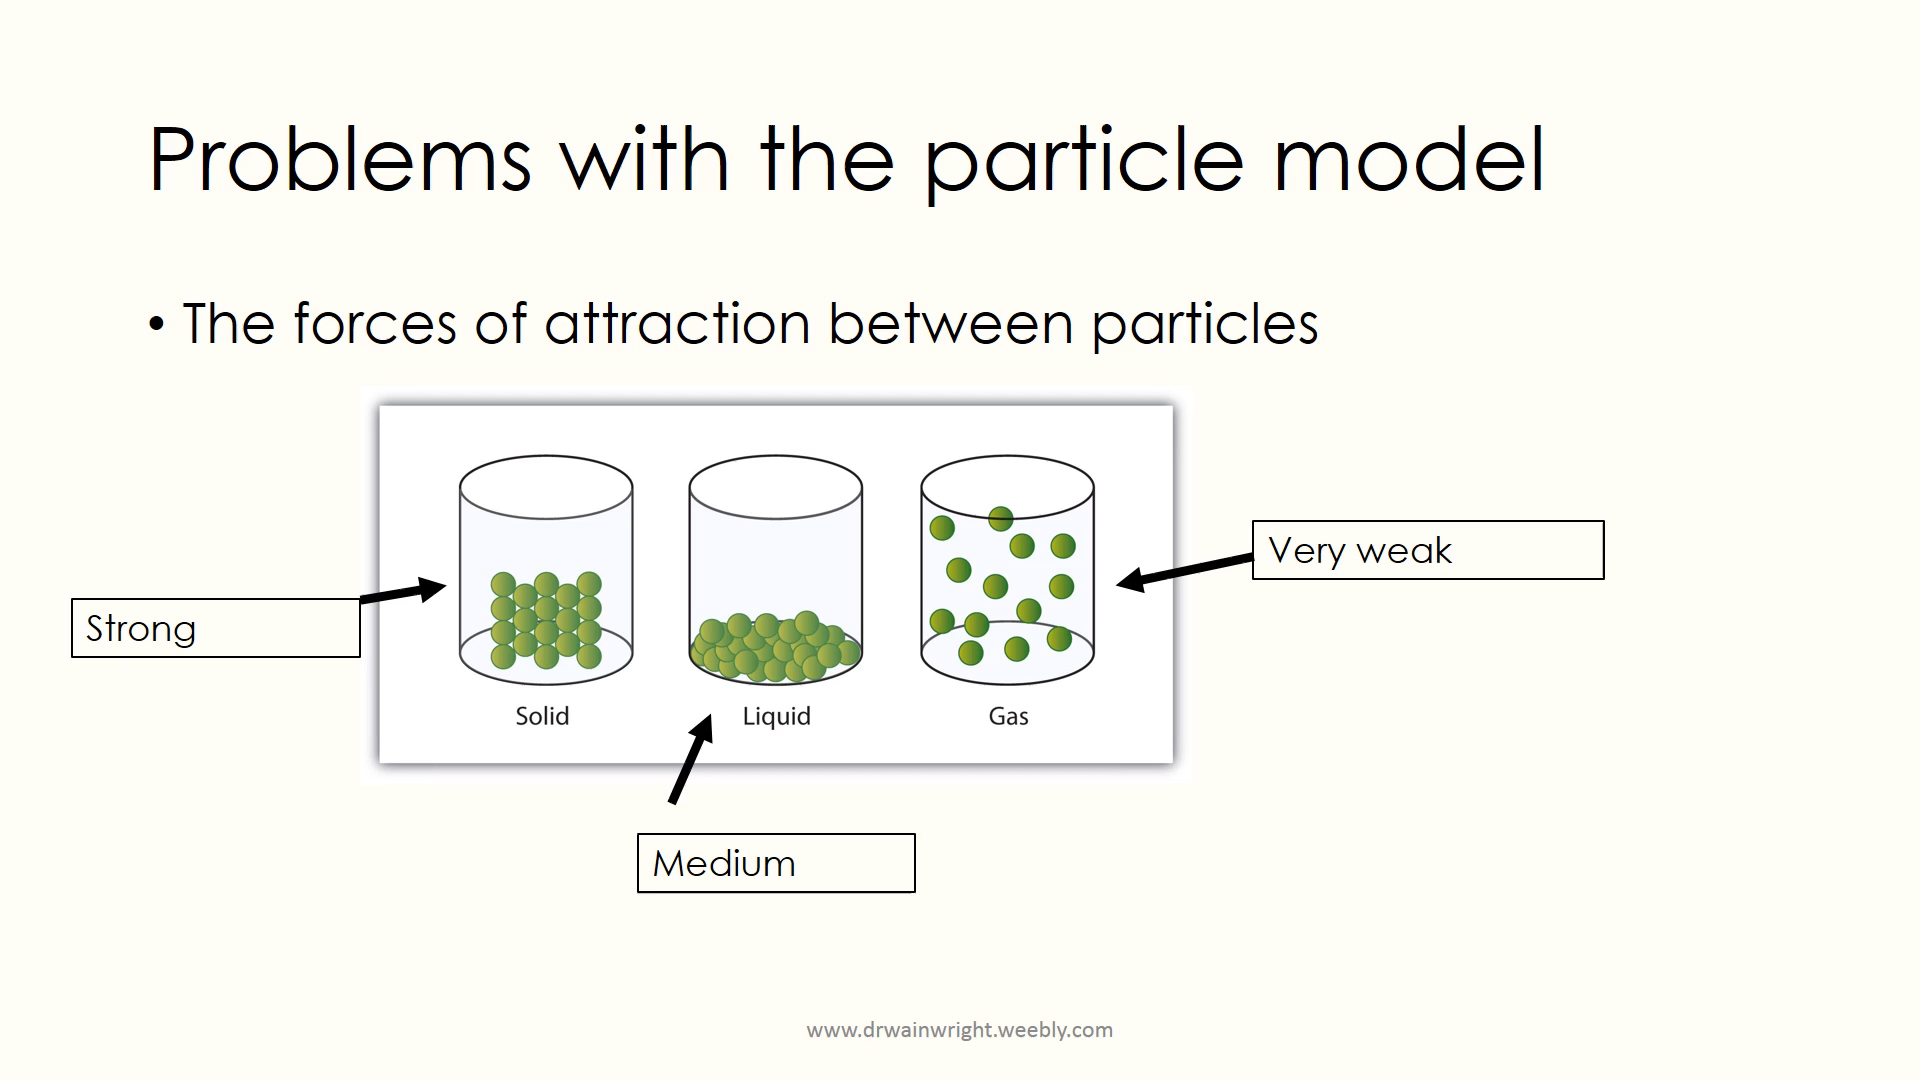 Problems with the particle model
• The forces of attraction between particles
Very weak
Strong
Solid
Liquid
Gas
Medium
www.drwainwright.weebly.com